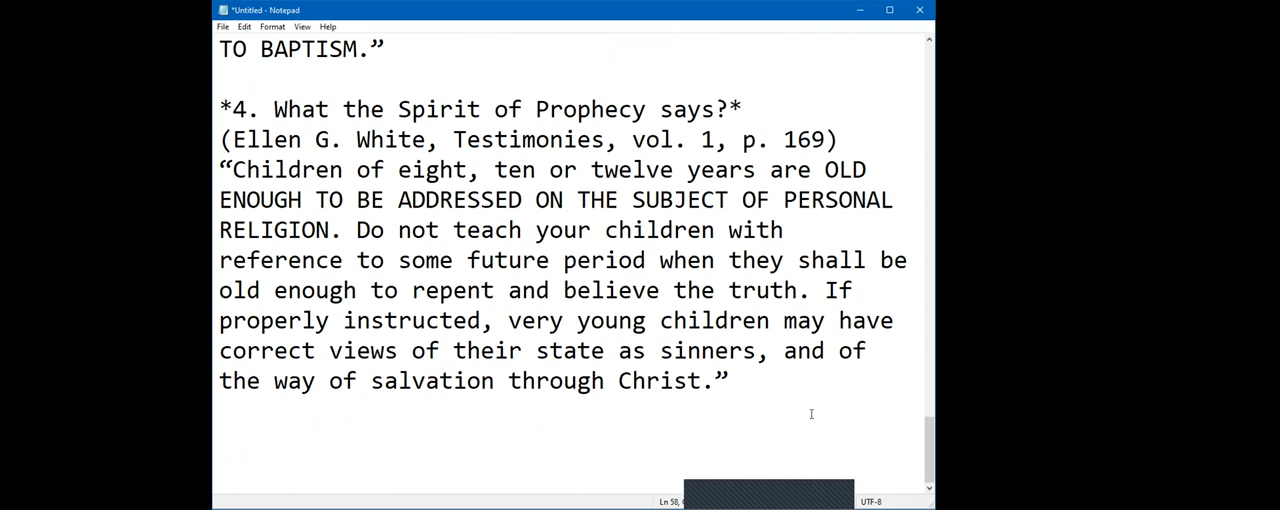 *Untitled - Notepad
File Edit Format View Help
TO BAPTISM.”
*4. What the Spirit of Prophecy says?*
(Ellen G. White, Testimonies, vol. 1, p. 169)
“Children of eight, ten or twelve years are OLD
ENOUGH TO BE ADDRESSED ON THE SUBJECT OF PERSONAL
RELIGION. Do not teach your children with
reference to some future period when they shall be
old enough to repent and believe the truth. If
properly instructed, very young children may have
correct views of their state as sinners, and of
the way of salvation through Christ.”
Ln 58, UTF-8